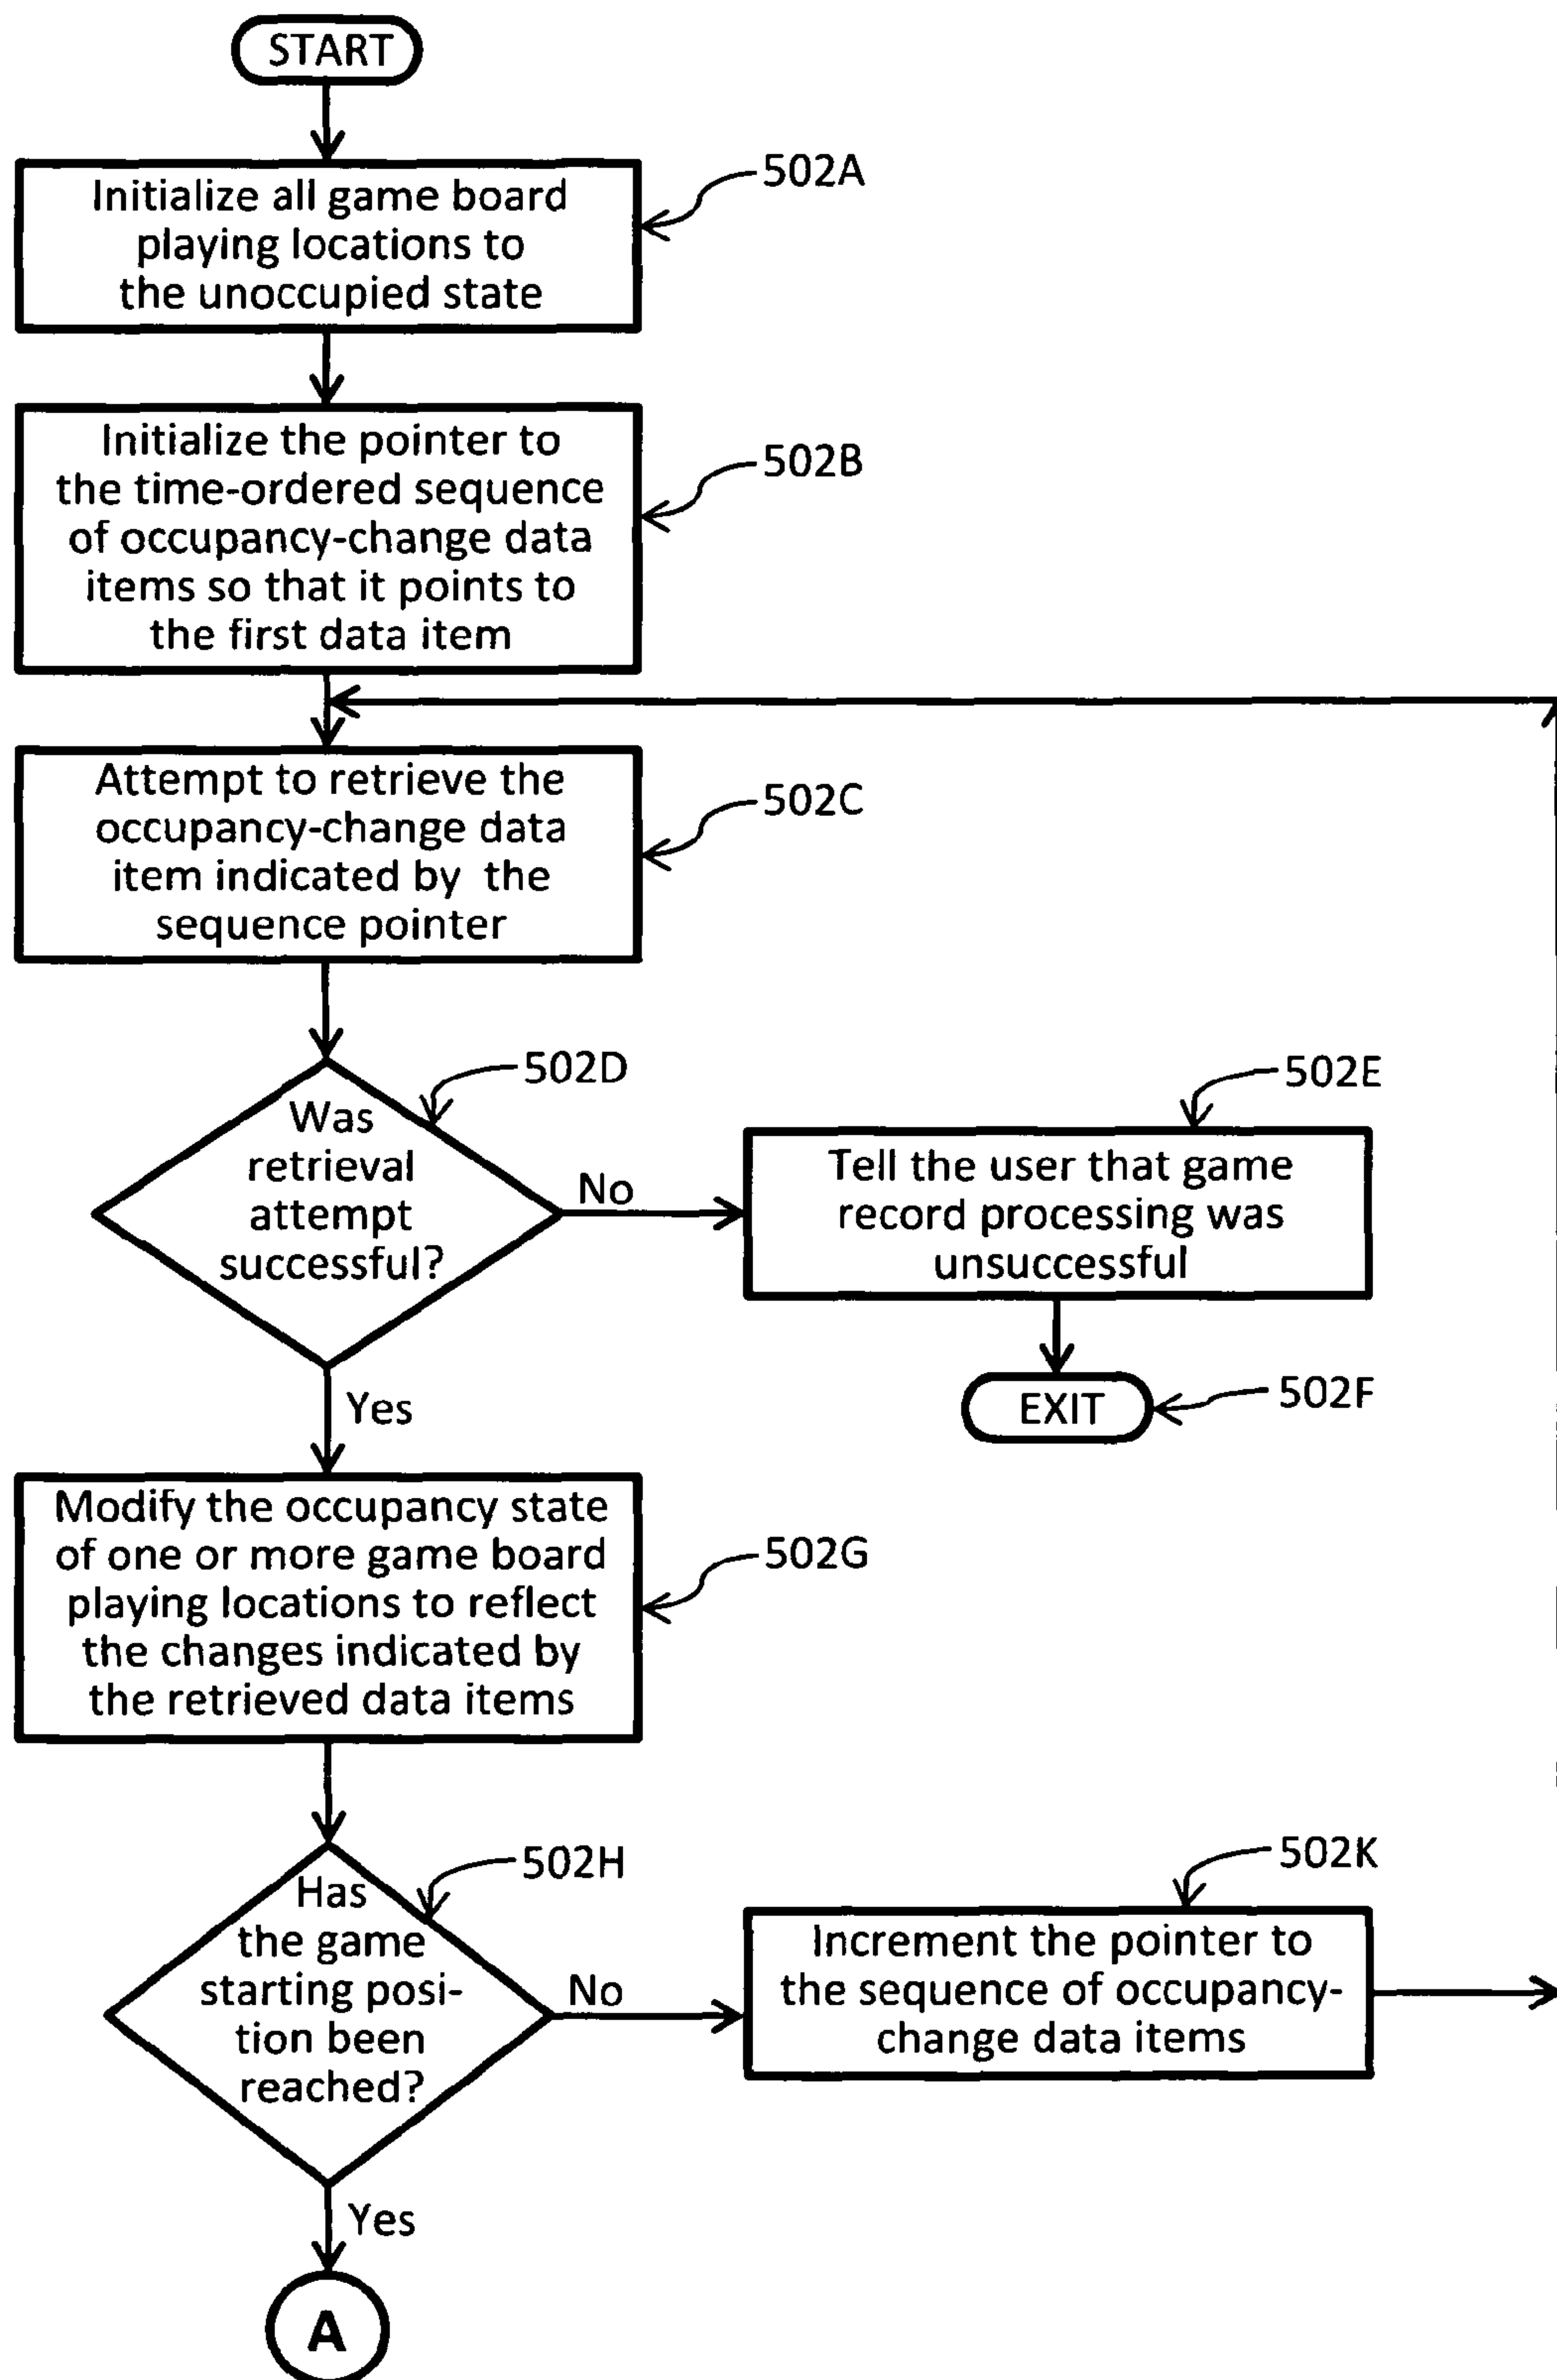 START
Initialize all game board
playing locations to
the unoccupied state
502A
Initialize the pointer to
the time-ordered sequence
of occupancy-change data
items so that it points to
the first data item
502B
Attempt to retrieve the
occupancy-change data
item indicated by the
sequence pointer
502C
Was
retrieval
attempt
successful?
502D
No
Tell the user that game
record processing was
unsuccessful
502E
EXIT
502F
Yes
Modify the occupancy state
of one or more game board
playing locations to reflect
the changes indicated by
the retrieved data items
502G
Has
the game
starting posi-
tion been
reached?
502H
No
Increment the pointer to
the sequence of occupancy-
change data items
502K
Yes
A